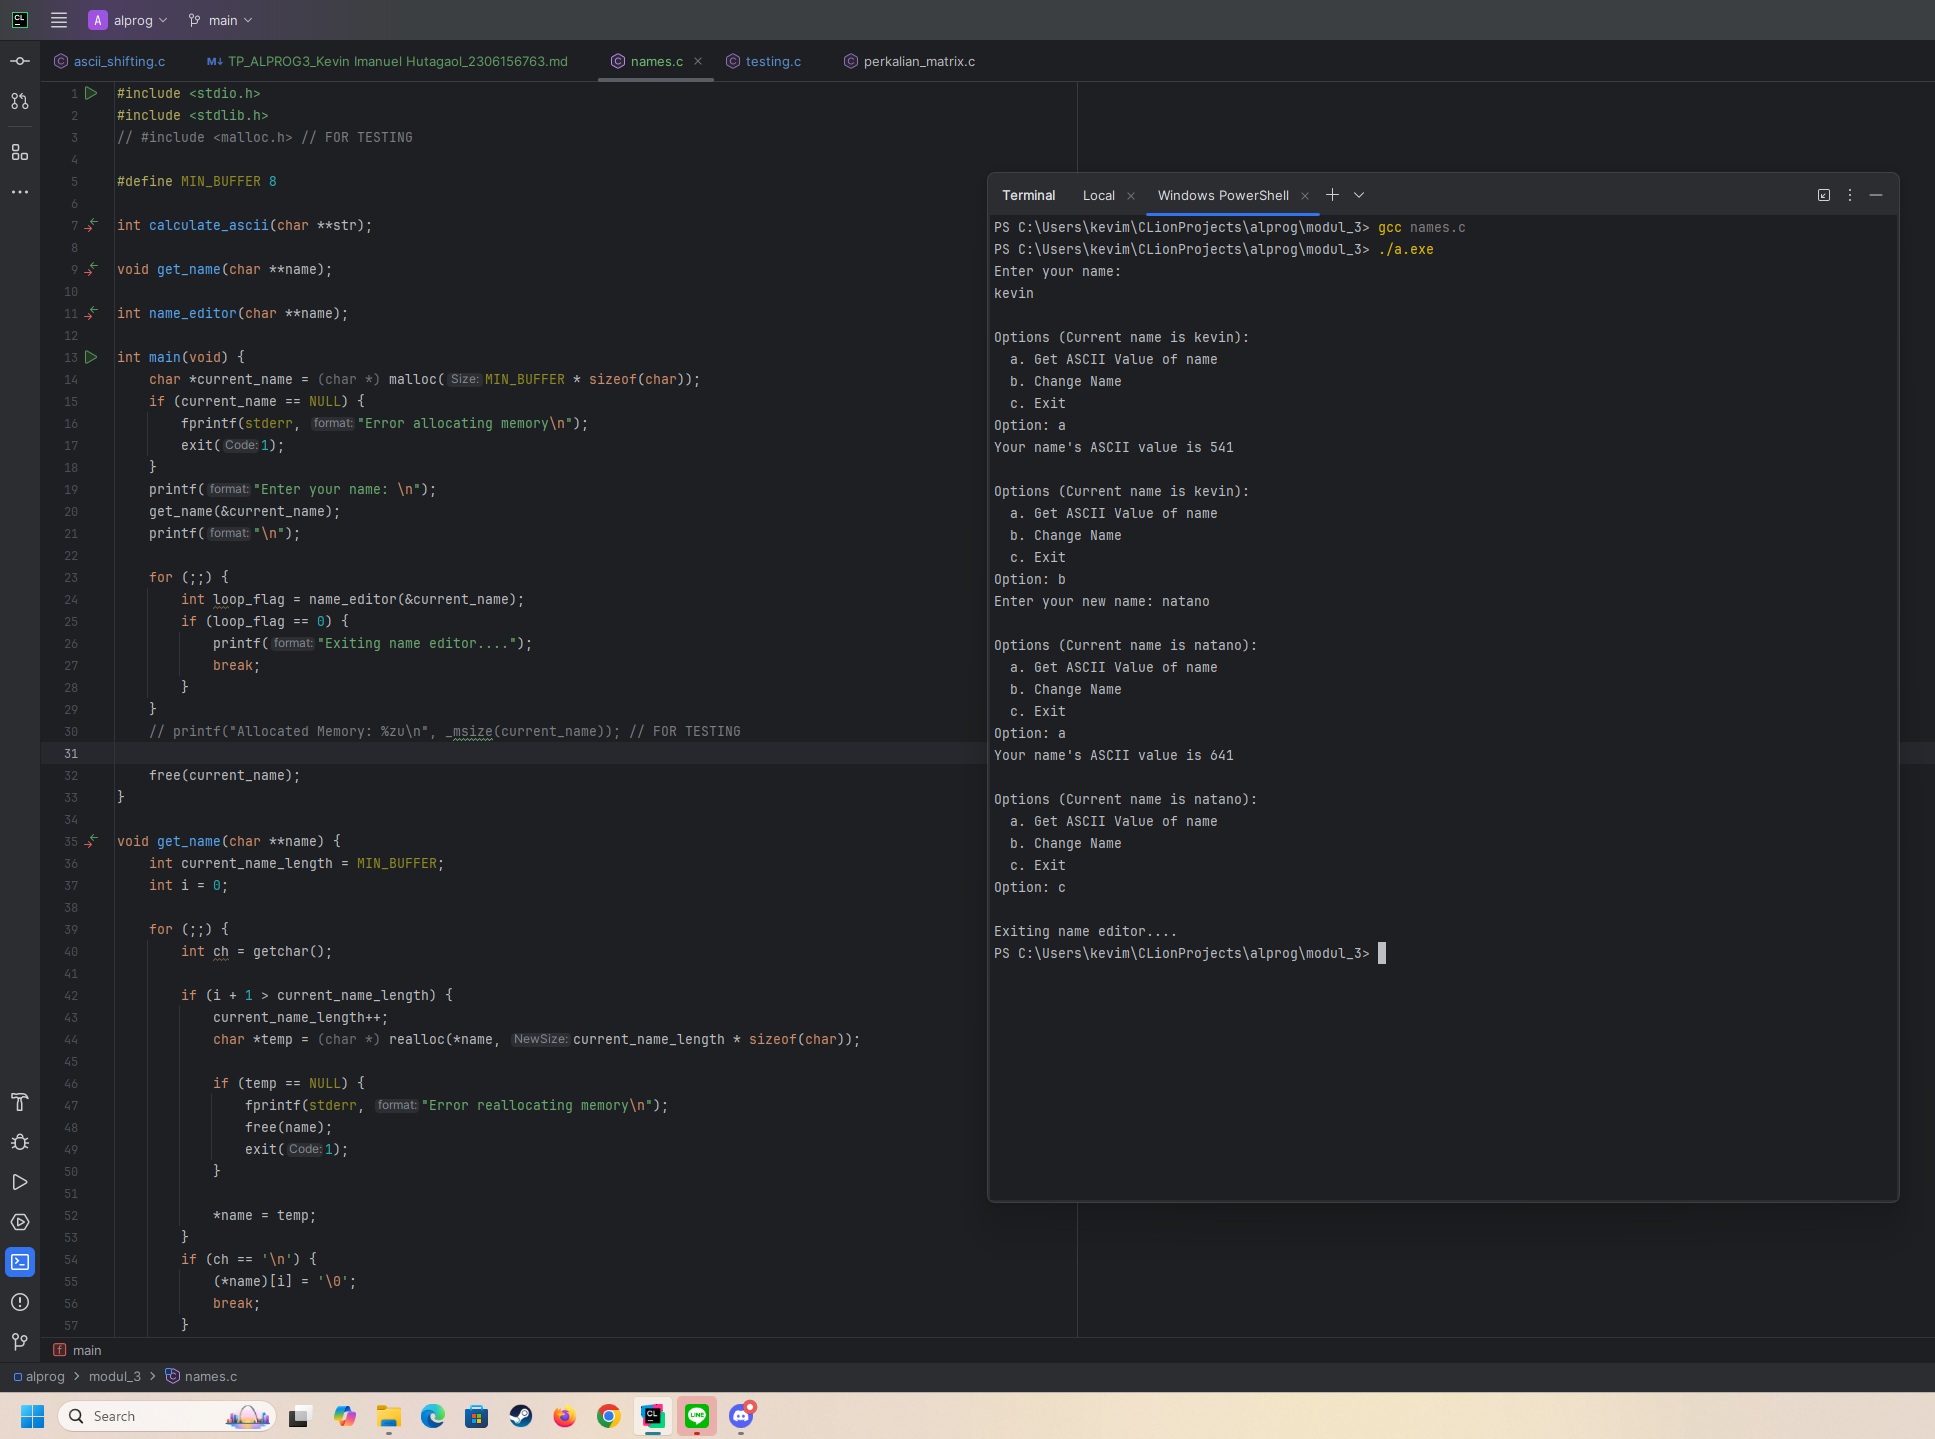 CL
A alprog
main
ascii_shifting.c
M↓ TP_ALPROG3_Kevin Imanuel Hutagaol_2306156763.md
C names.c
C testing.c
C perkalian_matrix.c
1 #include <stdio.h>
2 #include <stdlib.h>
3 // #include <malloc.h> // FOR TESTING
4
5 #define MIN_BUFFER 8
6
7 int calculate_ascii(char **str);
8
9 void get_name(char **name);
10
11 int name_editor(char **name);
12
13 int main(void) {
14 char *current_name = (char *) malloc( Size: MIN_BUFFER * sizeof(char));
15 if (current_name == NULL) {
16 fprintf(stderr, format: "Error allocating memory\n");
17 exit( Code: 1);
18 }
19 printf( format: "Enter your name: \n");
20 get_name(&current_name);
21 printf( format: "\n");
22
23 for (;;) {
24 int loop_flag = name_editor(&current_name);
25 if (loop_flag == 0) {
26 printf( format: "Exiting name editor....");
27 break;
28 }
29 }
30 // printf("Allocated Memory: %zu\n", _msize(current_name)); // FOR TESTING
31
32 free(current_name);
33 }
34
35 void get_name(char **name) {
36 int current_name_length = MIN_BUFFER;
37 int i = 0;
38
39 for (;;) {
40 int ch = getchar();
41
42 if (i + 1 > current_name_length) {
43 current_name_length++;
44 char *temp = (char *) realloc(*name, NewSize: current_name_length * sizeof(char));
45
46 if (temp == NULL) {
47 fprintf(stderr, format: "Error reallocating memory\n");
48 free(name);
49 exit( Code: 1);
50 }
51
52 *name = temp;
53 }
54 if (ch == '\n') {
55 (*name)[i] = '\0';
56 break;
57 }
Terminal Local Windows PowerShell
PS C:\Users\kevim\CLionProjects\alprog\modul_3> gcc names.c
PS C:\Users\kevim\CLionProjects\alprog\modul_3> ./a.exe
Enter your name:
kevin
Options (Current name is kevin):
a. Get ASCII Value of name
b. Change Name
c. Exit
Option: a
Your name's ASCII value is 541
Options (Current name is kevin):
a. Get ASCII Value of name
b. Change Name
c. Exit
Option: b
Enter your new name: natano
Options (Current name is natano):
a. Get ASCII Value of name
b. Change Name
c. Exit
Option: a
Your name's ASCII value is 641
Options (Current name is natano):
a. Get ASCII Value of name
b. Change Name
c. Exit
Option: c
Exiting name editor....
PS C:\Users\kevim\CLionProjects\alprog\modul_3>
f main
alprog > modul_3 > names.c
Search
CL
LINE